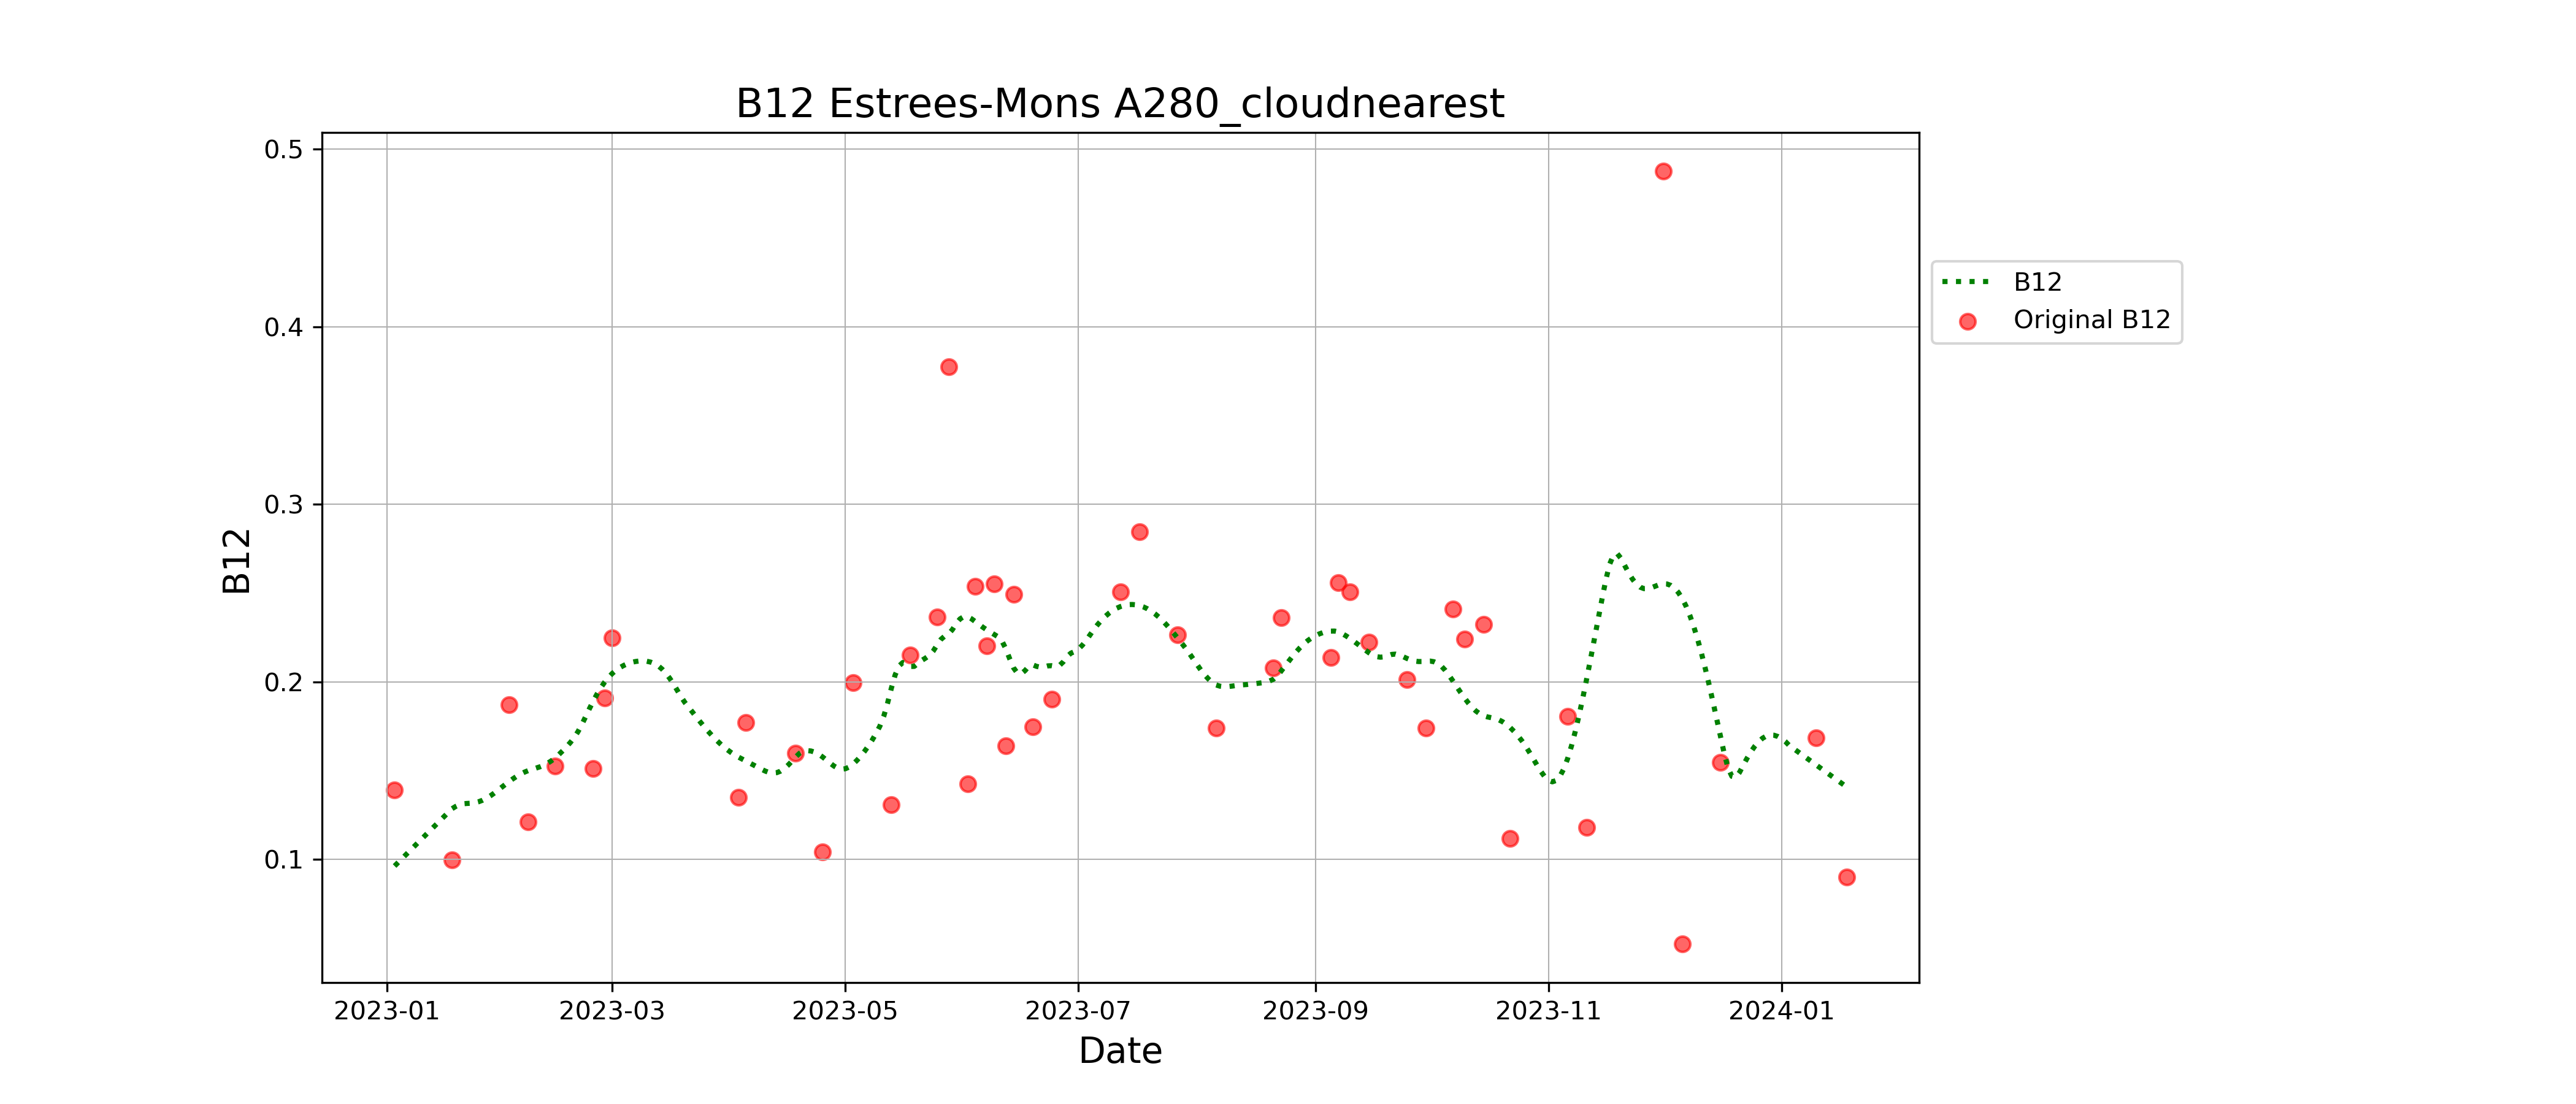 B12 Estrees-Mons A280_cloudnearest
0.5
0.4
0.3
0.2
0.1
B12
2023-01
2023-03
2023-05
2023-07
2023-09
2023-11
2024-01
Date
B12
Original B12